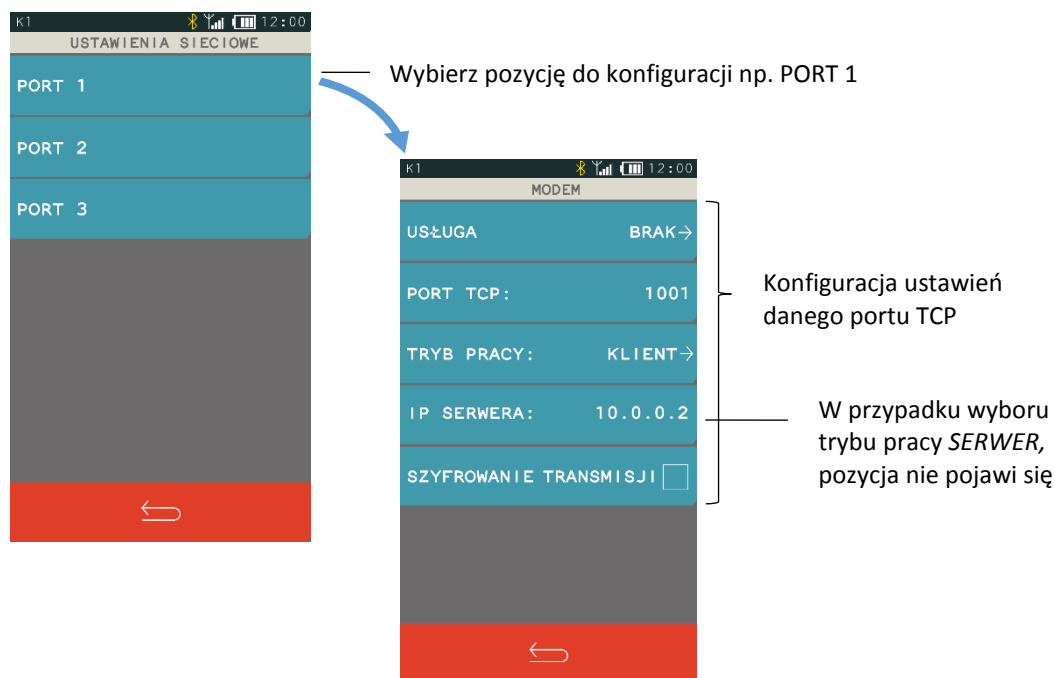 K1 12:00
USTAWIENIA SIECIOWE
PORT 1
PORT 2
PORT 3
Wybierz pozycję do konfiguracji np. PORT 1
K1 12:00
MODEM
USŁUGA BRAK→
PORT TCP: 1001
TRYB PRACY: KLIENT→
IP SERWERA: 10.0.0.2
SZYFROWANIE TRANSMISJI
Konfiguracja ustawień
danego portu TCP
W przypadku wyboru
trybu pracy SERWER,
pozycja nie pojawi się